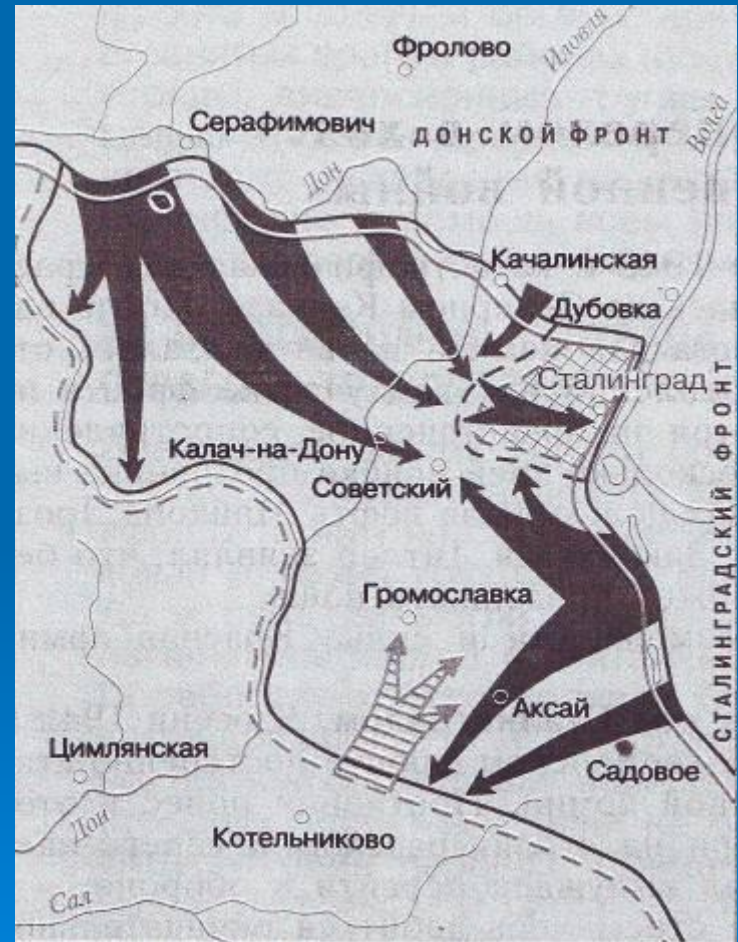 Фролово
Иловля
Серафимович
ДОНСКОЙ ФРОНТ
Волга
Дон
Качалинская
Дубовка
Сталинград
Калач-на-Дону
Советский
СТАЛИНГРАДСКИЙ ФРОНТ
Громославка
Аксай
Цимлянская
Садовое
Дон
Котельниково
Сал